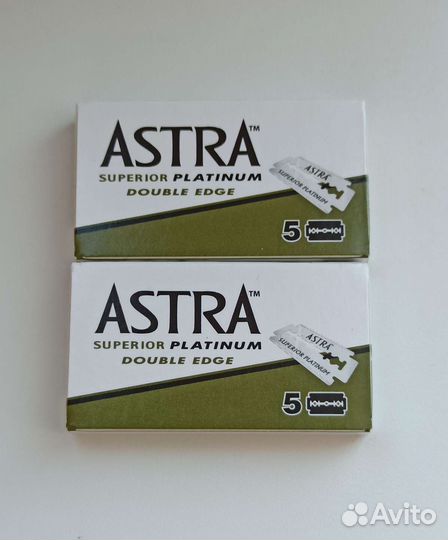 ASTRA™
SUPERIOR PLATINUM
DOUBLE EDGE
ASTRA
SUPERIOR PLATINUM
5
ASTRA™
SUPERIOR PLATINUM
DOUBLE EDGE
ASTRA
SUPERIOR PLATINUM
5
Avito